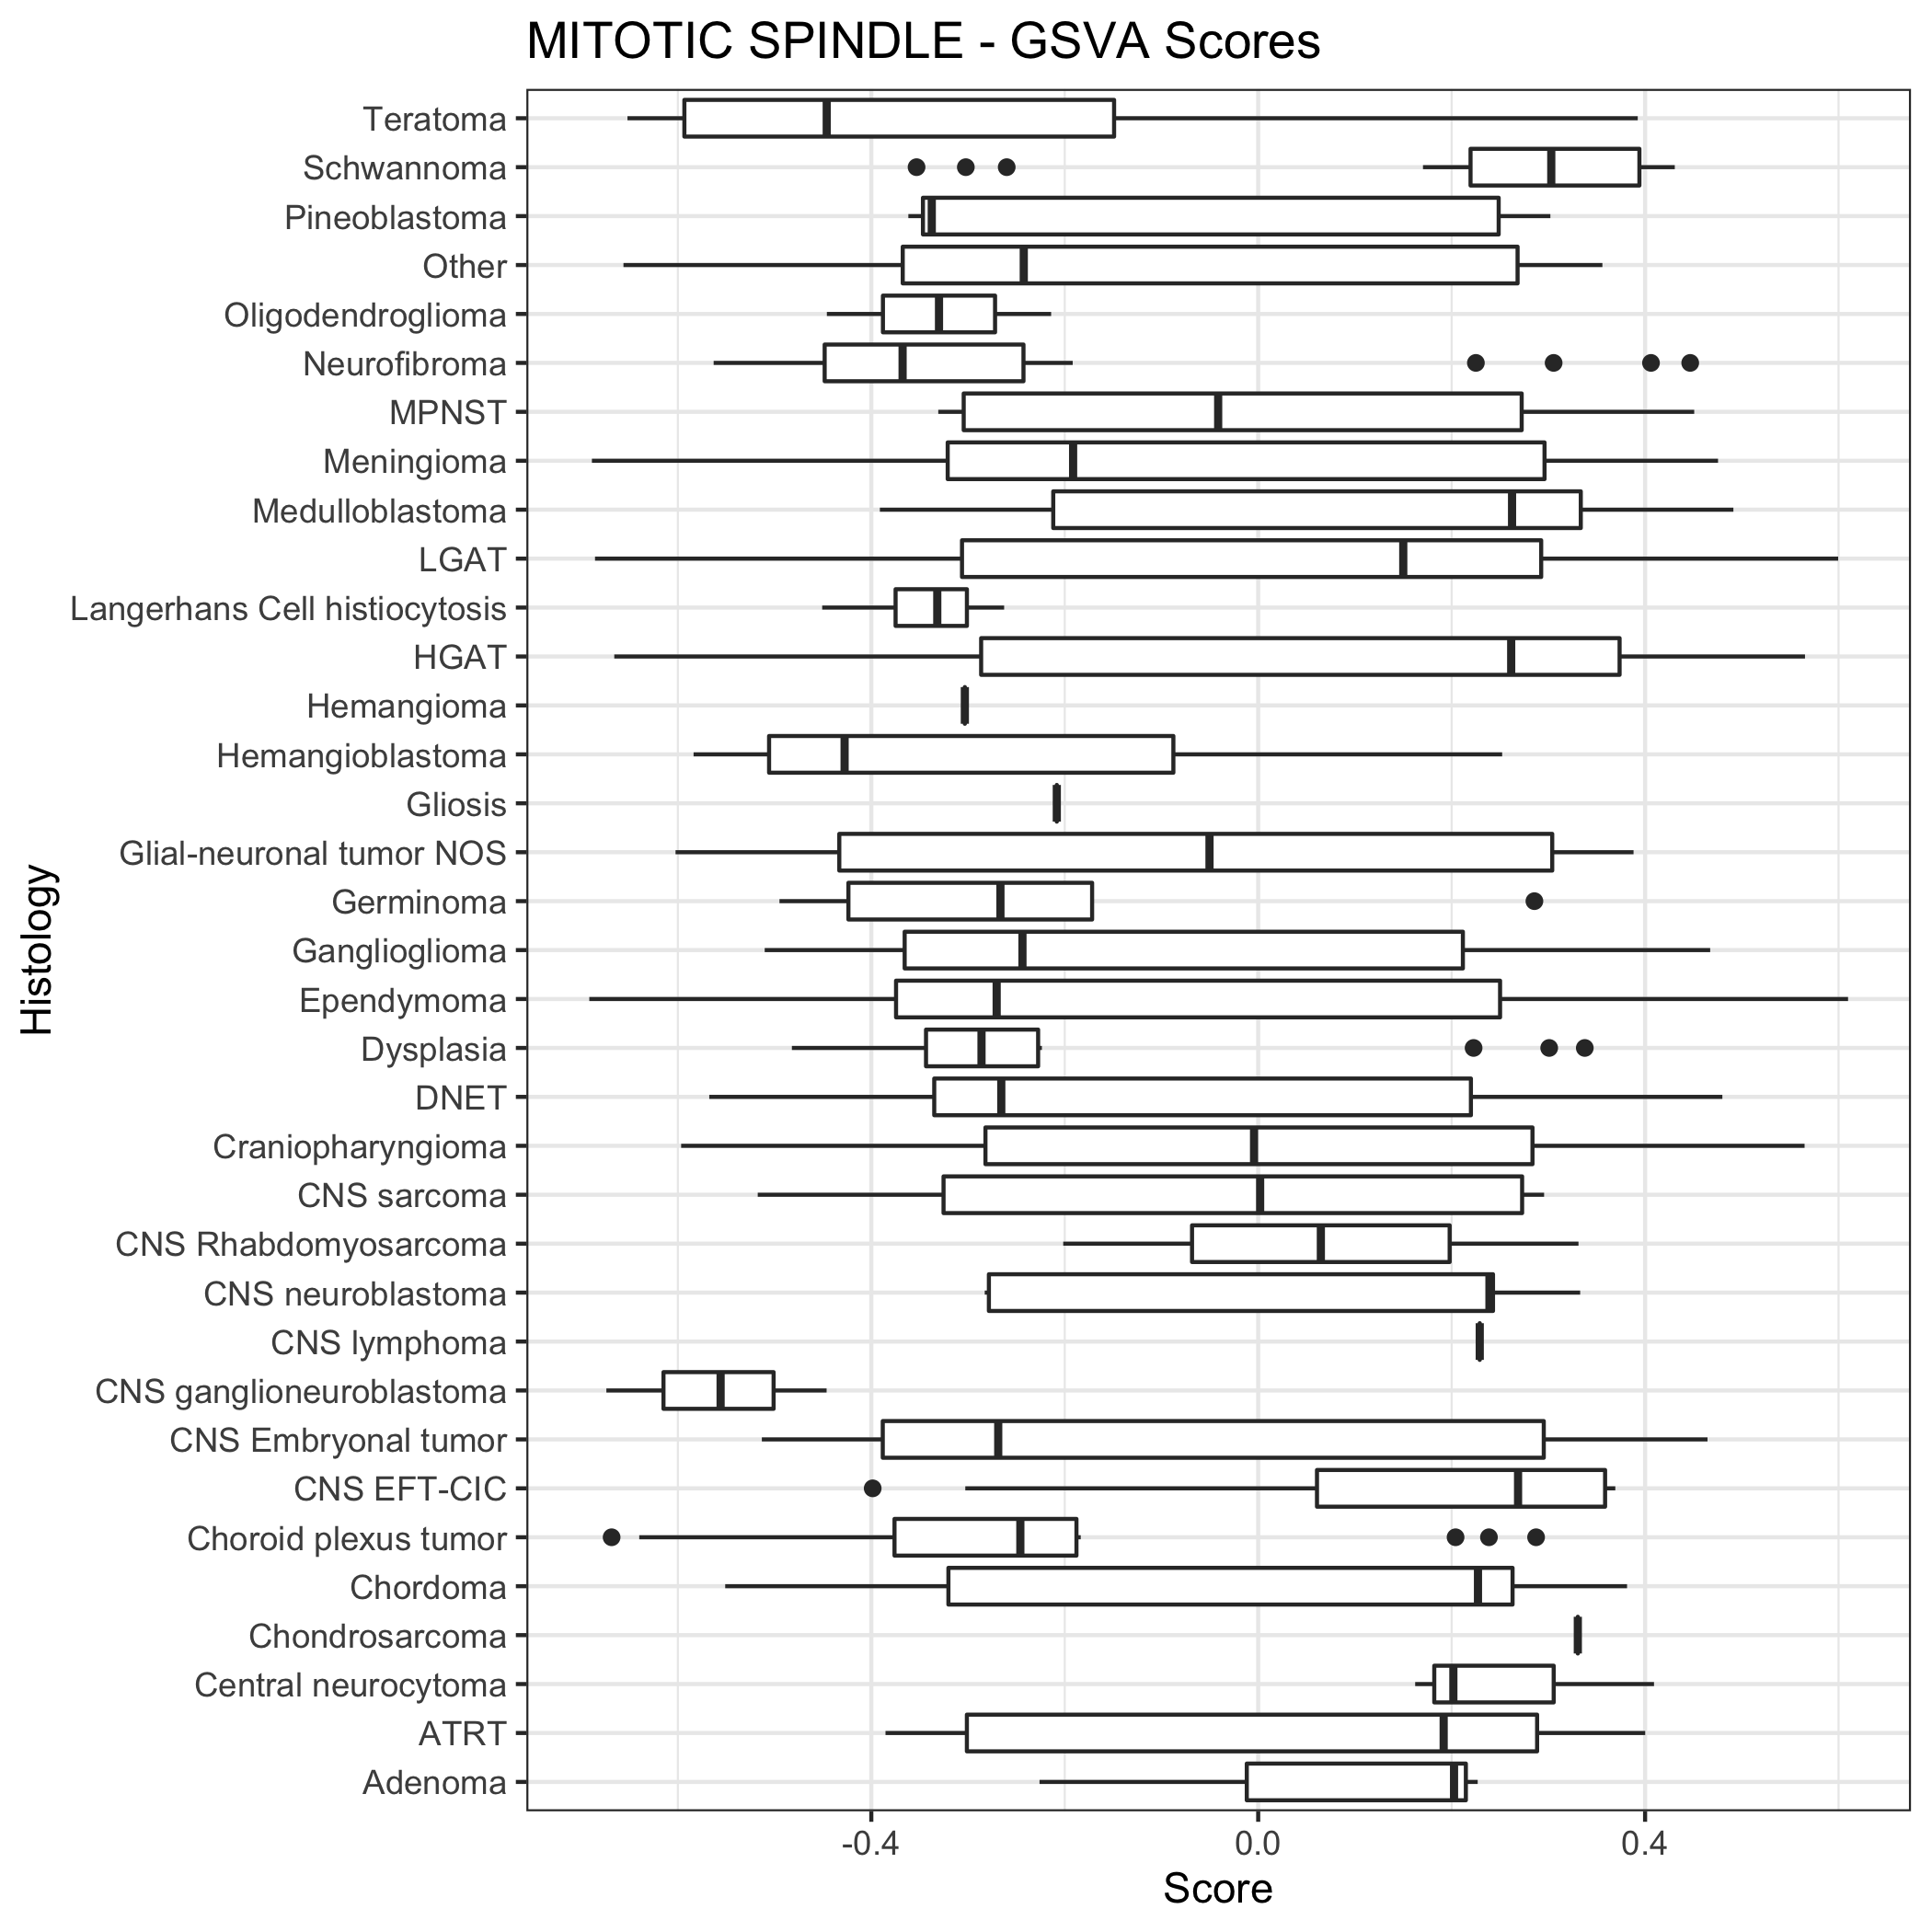 MITOTIC SPINDLE - GSVA Scores
Teratoma
Schwannoma
Pineoblastoma
Other
Oligodendroglioma
Neurofibroma
MPNST
Meningioma
Medulloblastoma
LGAT
Langerhans Cell histiocytosis
HGAT
Hemangioma
Hemangioblastoma
Gliosis
Glial-neuronal tumor NOS
Germinoma
Ganglioglioma
Ependymoma
Dysplasia
DNET
Craniopharyngioma
CNS sarcoma
CNS Rhabdomyosarcoma
CNS neuroblastoma
CNS lymphoma
CNS ganglioneuroblastoma
CNS Embryonal tumor
CNS EFT-CIC
Choroid plexus tumor
Chordoma
Chondrosarcoma
Central neurocytoma
ATRT
Adenoma
Histology
-0.4 0.0 0.4
Score